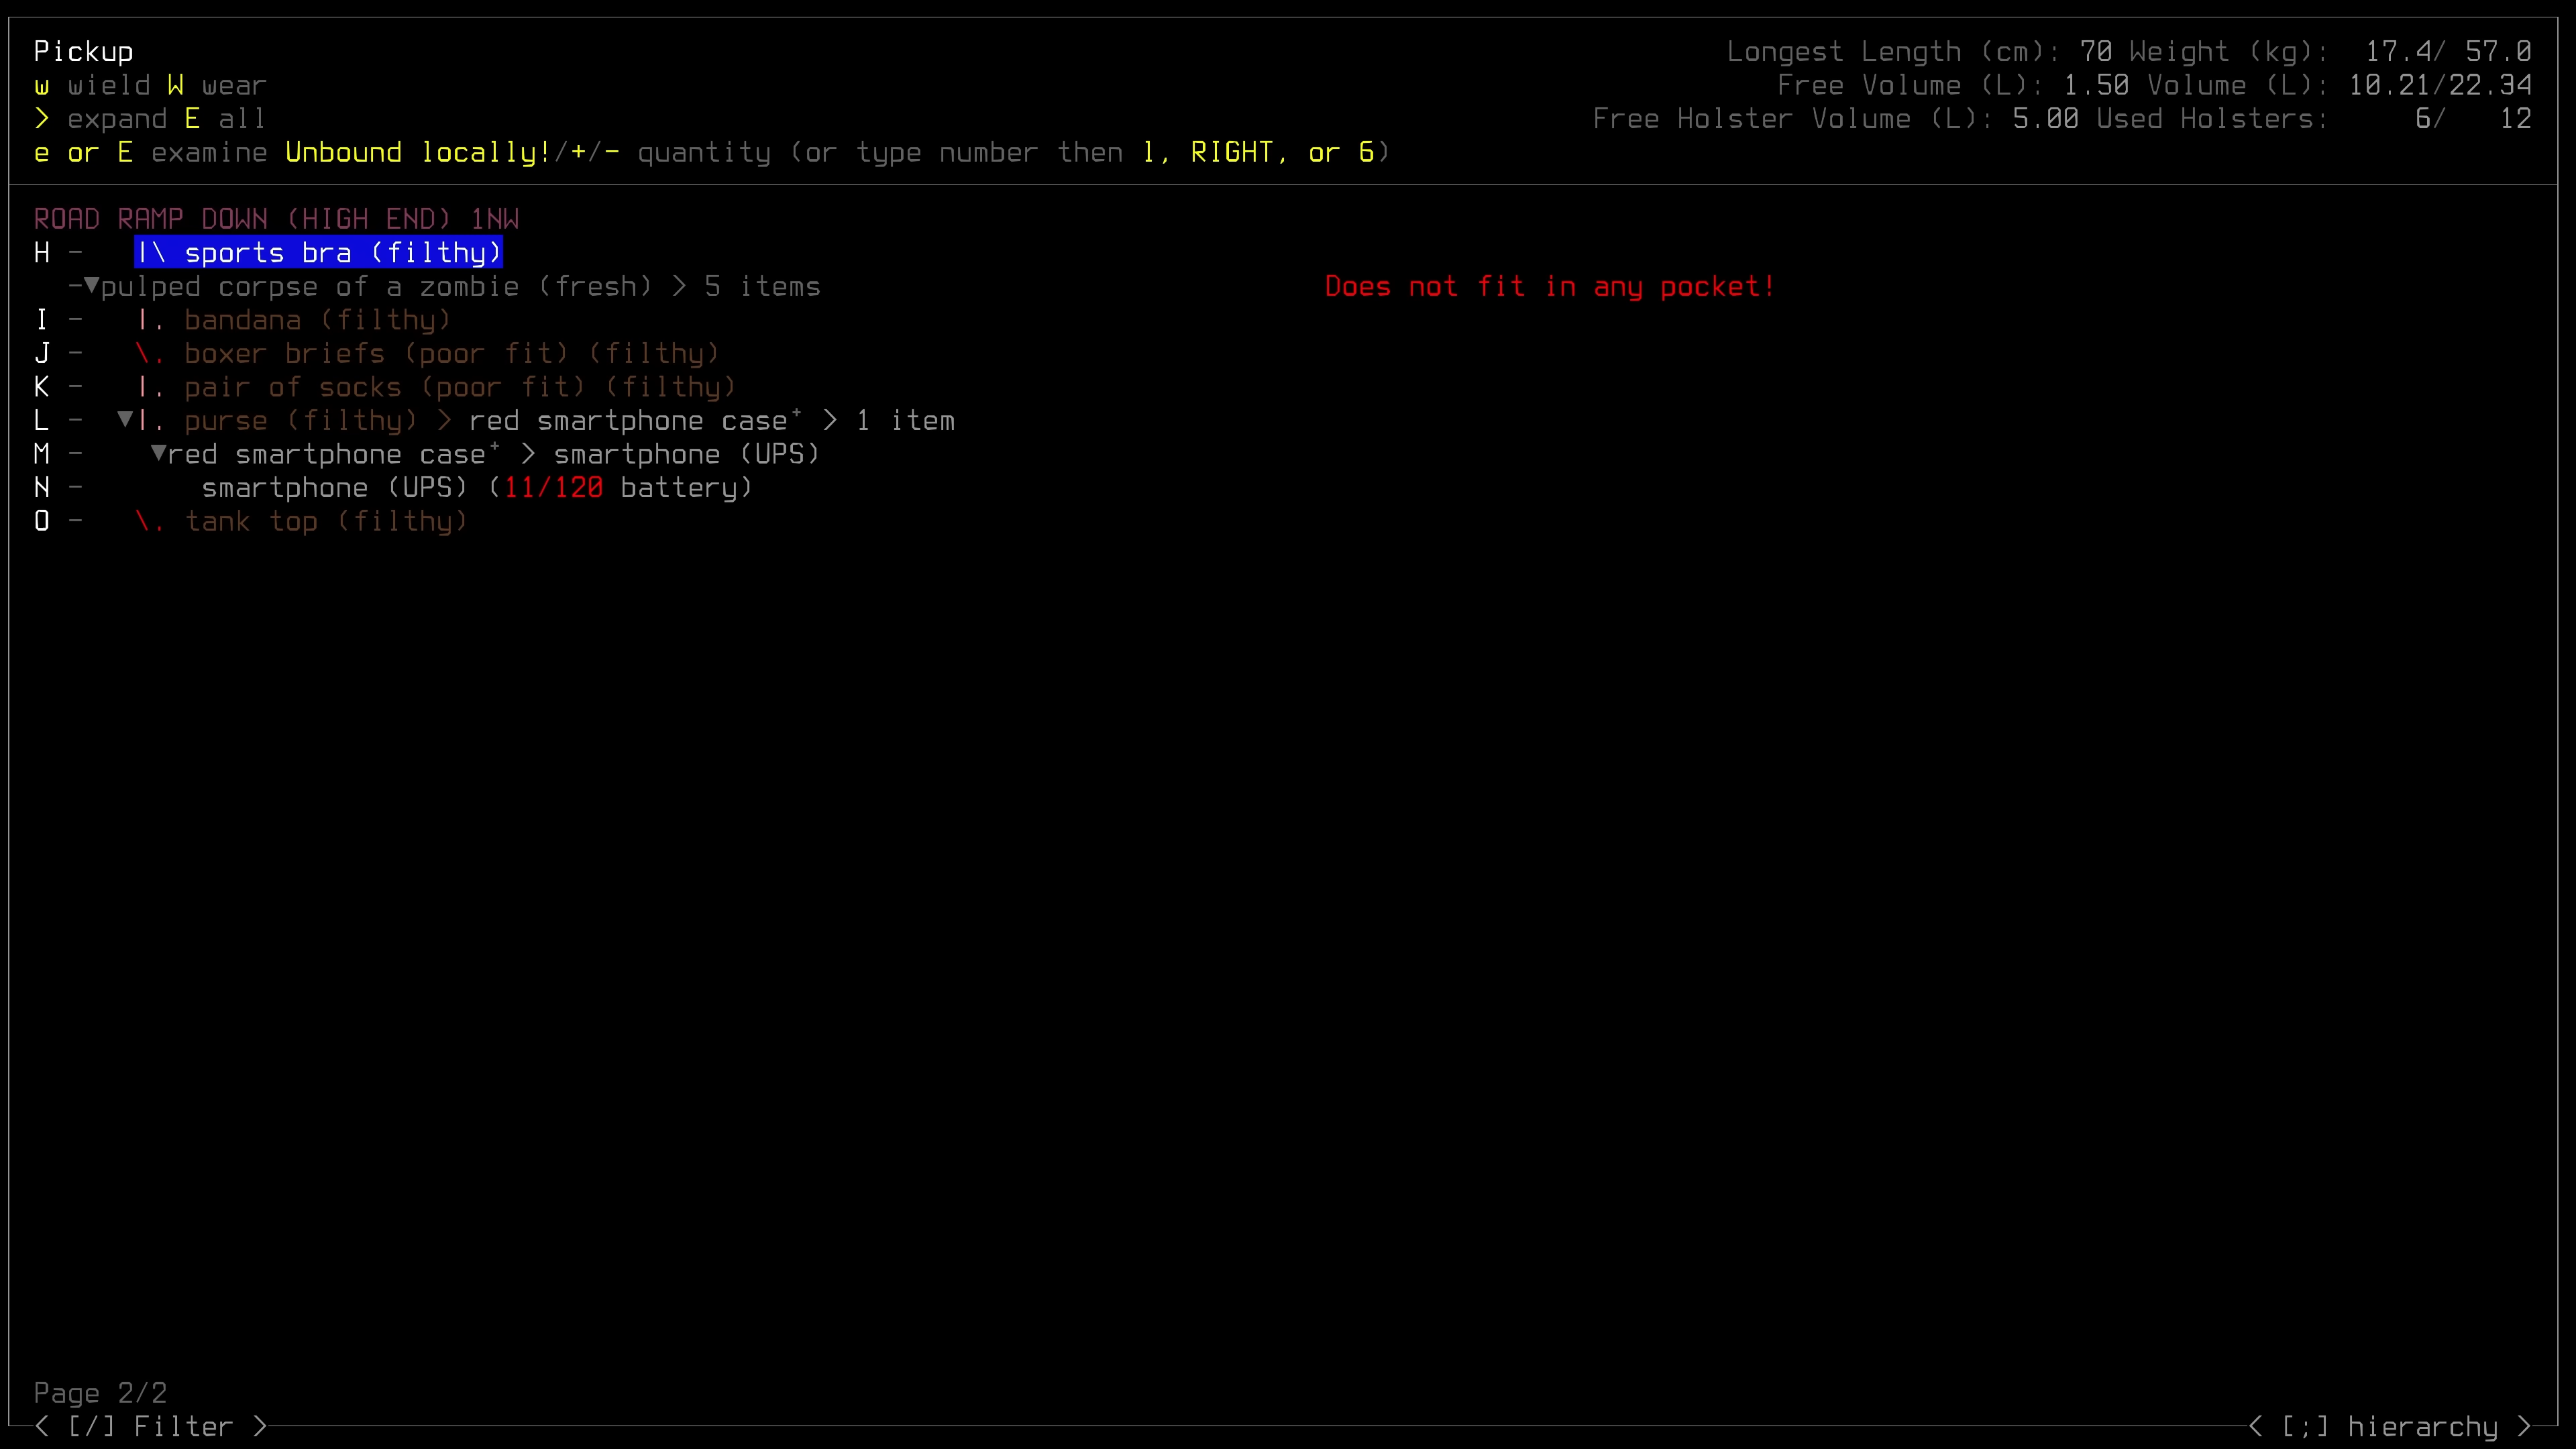 Pickup
Longest Length (cm): 70 Weight (kg): 17.4/ 57.0
w wield W wear
Free Volume (L): 1.50 Volume (L): 10.21/22.34
> expand E all
Free Holster Volume (L): 5.00 Used Holsters: 6/ 12
e or E examine Unbound locally!/+/- quantity (or type number then l, RIGHT, or 6)
ROAD RAMP DOWN (HIGH END) 1NW
H - |\ sports bra (filthy)
-▼pulped corpse of a zombie (fresh) > 5 items Does not fit in any pocket!
I - |. bandana (filthy)
J - \. boxer briefs (poor fit) (filthy)
K - |. pair of socks (poor fit) (filthy)
L - ▼|. purse (filthy) > red smartphone case⁺ > 1 item
M - ▼red smartphone case⁺ > smartphone (UPS)
N - smartphone (UPS) (11/120 battery)
O - \. tank top (filthy)
Page 2/2
< [/] Filter >
< [;] hierarchy >